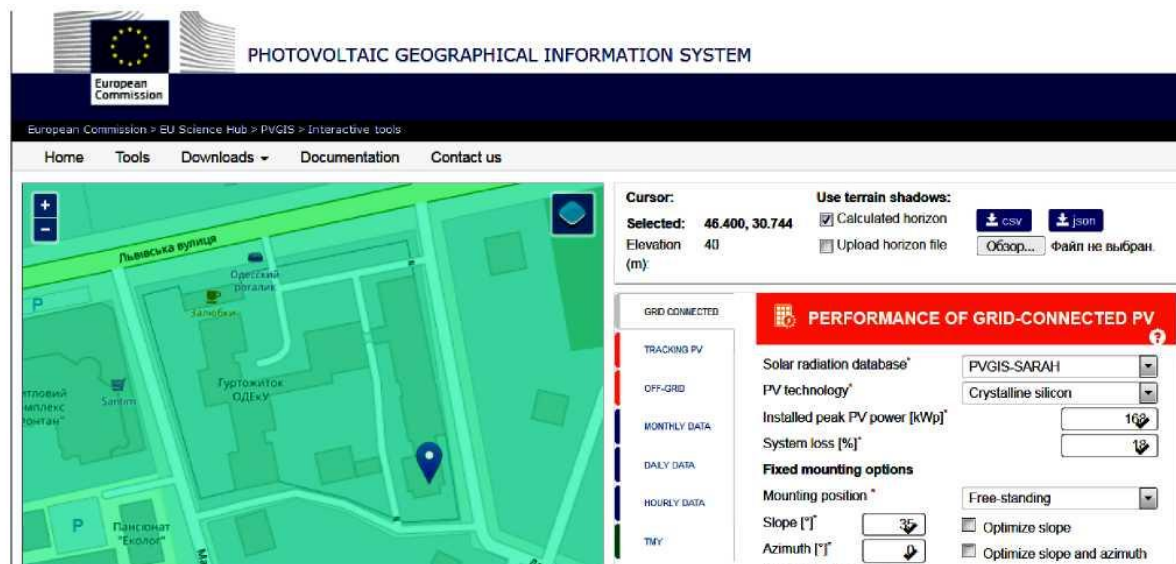 PHOTOVOLTAIC GEOGRAPHICAL INFORMATION SYSTEM
European
Commission
European Commission > EU Science Hub > PVGIS > Interactive tools
Home Tools Downloads Documentation Contact us
+
−
Львівська вулиця
Одесский
рогалик
Залюбки
P
Гуртожиток
ОДЕкУ
Santim
P
Пансіонат
"Еколог"
Cursor:
Selected: 46.400, 30.744
Elevation 40
(m):
Use terrain shadows:
Calculated horizon
Upload horizon file
csv json
Обзор... Файл не выбран.
GRID CONNECTED
TRACKING PV
OFF-GRID
MONTHLY DATA
DAILY DATA
HOURLY DATA
TMY
PERFORMANCE OF GRID-CONNECTED PV
?
Solar radiation database* PVGIS-SARAH
PV technology* Crystalline silicon
Installed peak PV power [kWp]*
System loss [%]*
Fixed mounting options
Mounting position * Free-standing
Slope [°]* 35 Optimize slope
Azimuth [°]* 0 Optimize slope and azimuth